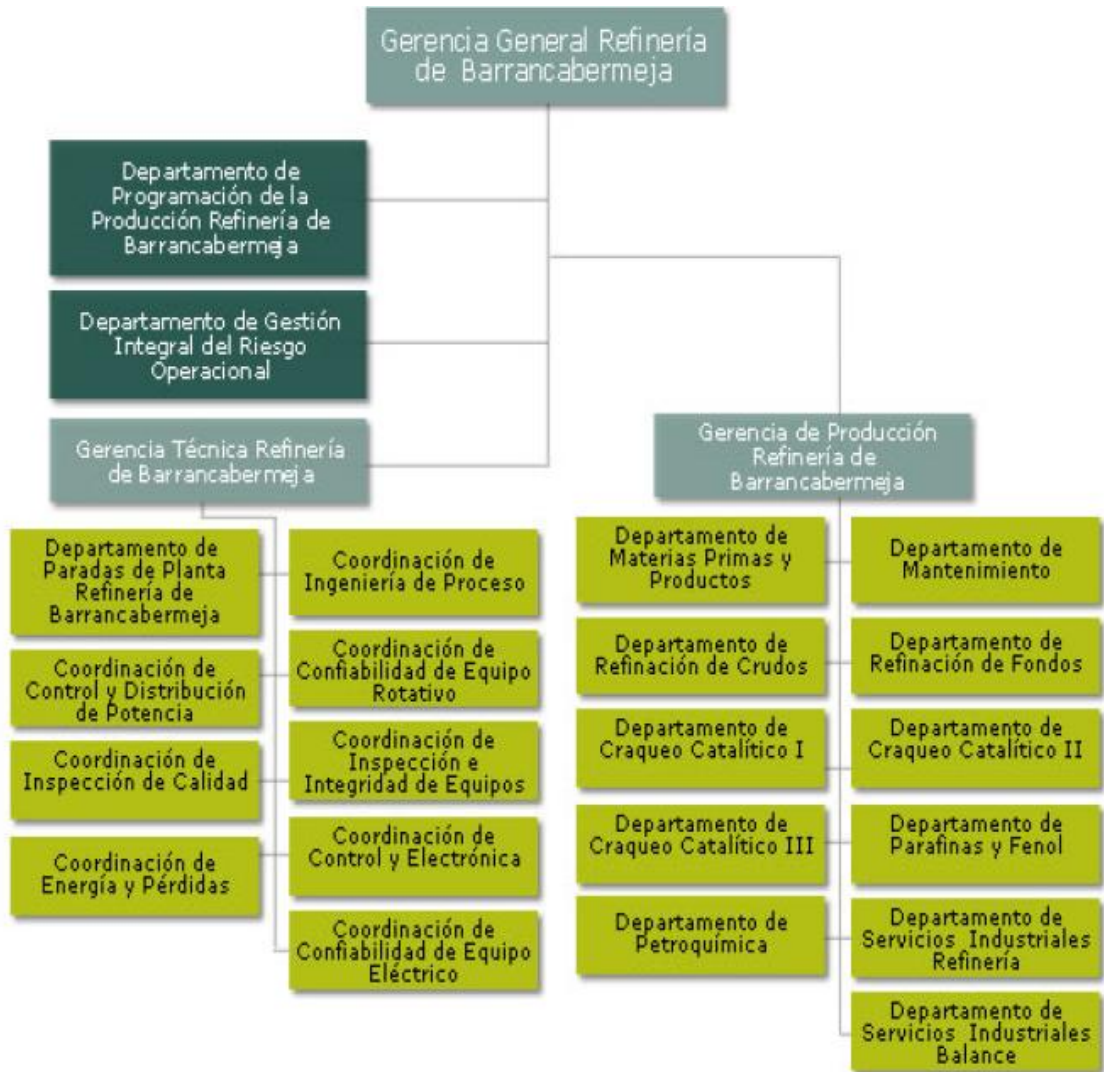 Gerencia General Refinería
de Barrancabermeja
Departamento de
Programación de la
Producción Refinería de
Barrancabermeja
Departamento de Gestión
Integral del Riesgo
Operacional
Gerencia Técnica Refinería
de Barrancabermeja
Gerencia de Producción
Refinería de
Barrancabermeja
Departamento de
Paradas de Planta
Refinería de
Barrancabermeja
Coordinación de
Ingeniería de Proceso
Coordinación de
Control y Distribución
de Potencia
Coordinación de
Confiabilidad de Equipo
Rotativo
Coordinación de
Inspección de Calidad
Coordinación de
Inspección e
Integridad de Equipos
Coordinación de
Energía y Pérdidas
Coordinación de
Control y Electrónica
Coordinación de
Confiabilidad de Equipo
Eléctrico
Departamento de
Materias Primas y
Productos
Departamento de
Mantenimiento
Departamento de
Refinación de Crudos
Departamento de
Refinación de Fondos
Departamento de
Craqueo Catalítico I
Departamento de
Craqueo Catalítico II
Departamento de
Craqueo Catalítico III
Departamento de
Parafinas y Fenol
Departamento de
Petroquímica
Departamento de
Servicios Industriales
Refinería
Departamento de
Servicios Industriales
Balance